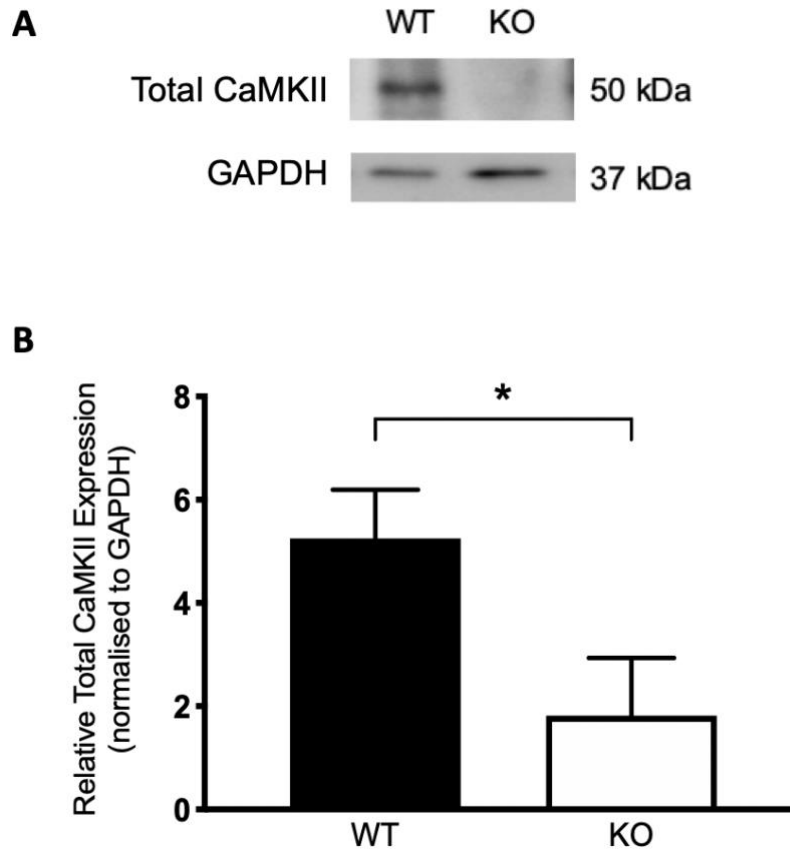 A
WT KO
Total CaMKII 50 kDa
GAPDH 37 kDa
B
Relative Total CaMKII Expression
(normalised to GAPDH)
8
*
6
4
2
0
WT KO